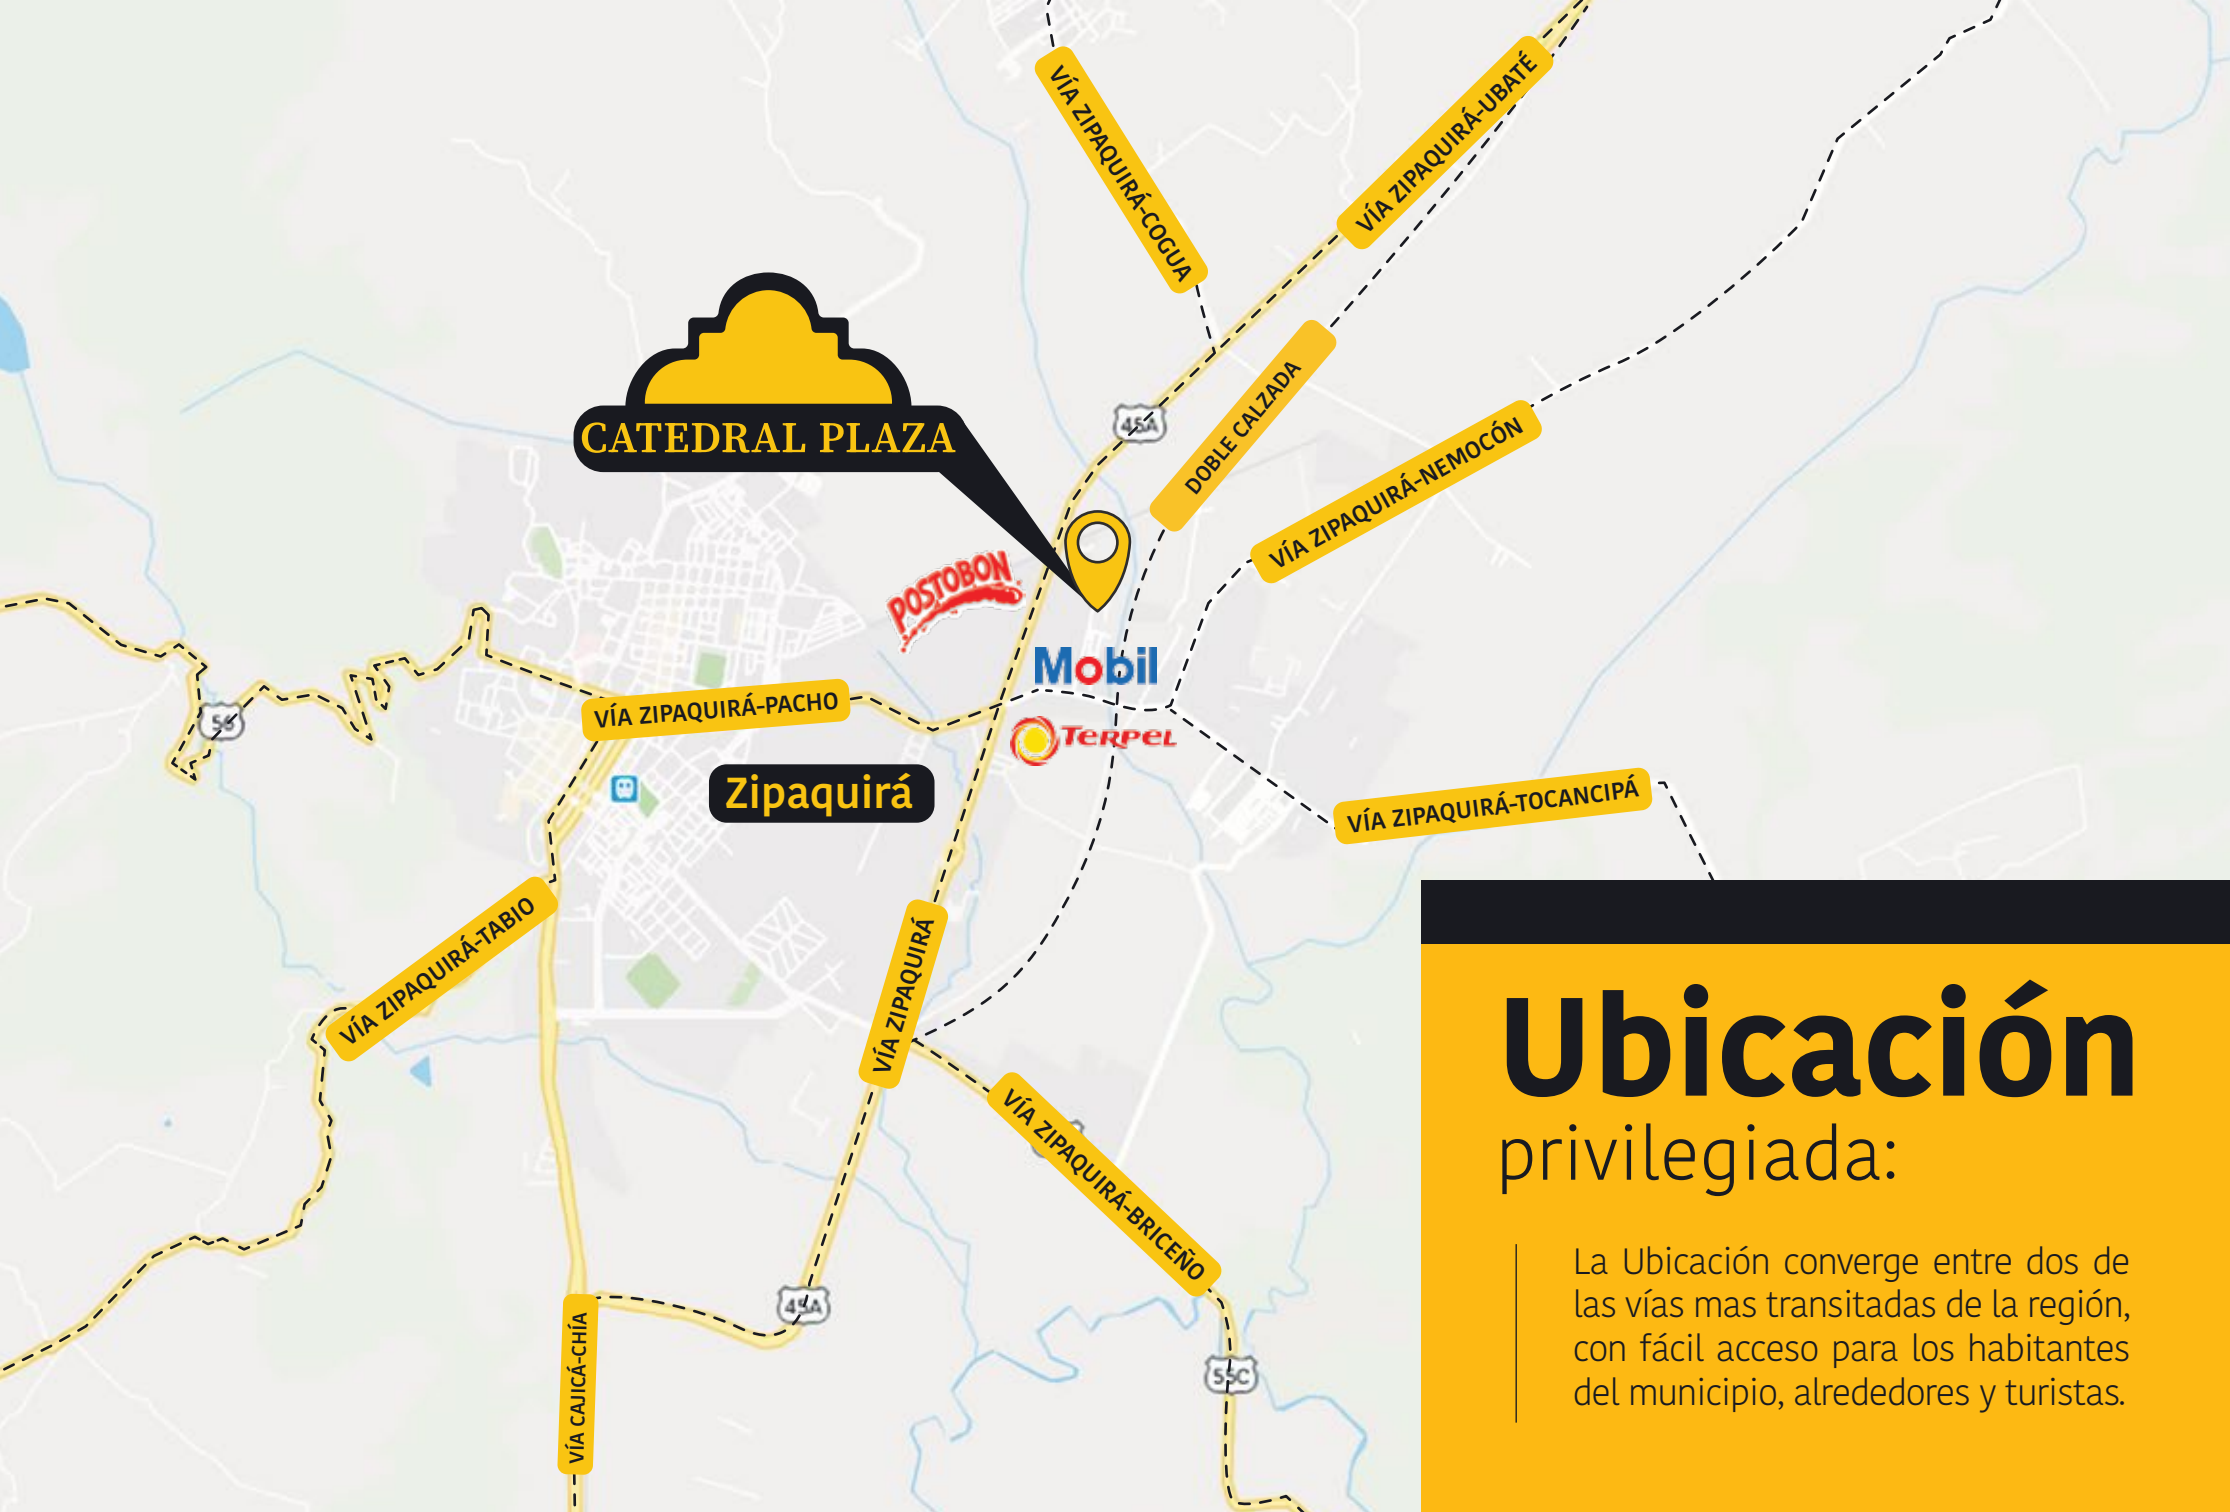 VÍA ZIPAQUIRÁ-COGUA
VÍA ZIPAQUIRÁ-UBATÉ
CATEDRAL PLAZA
45A
DOBLE CALZADA
VÍA ZIPAQUIRÁ-NEMOCÓN
POSTOBON
Mobil
VÍA ZIPAQUIRÁ-PACHO
TERPEL
Zipaquirá
VÍA ZIPAQUIRÁ-TOCANCIPÁ
VÍA ZIPAQUIRÁ-TABIO
VÍA ZIPAQUIRÁ
VÍA ZIPAQUIRÁ-BRICEÑO
45A
VÍA CAJICÁ-CHÍA
55C
Ubicación
privilegiada:
La Ubicación converge entre dos de
las vías mas transitadas de la región,
con fácil acceso para los habitantes
del municipio, alrededores y turistas.